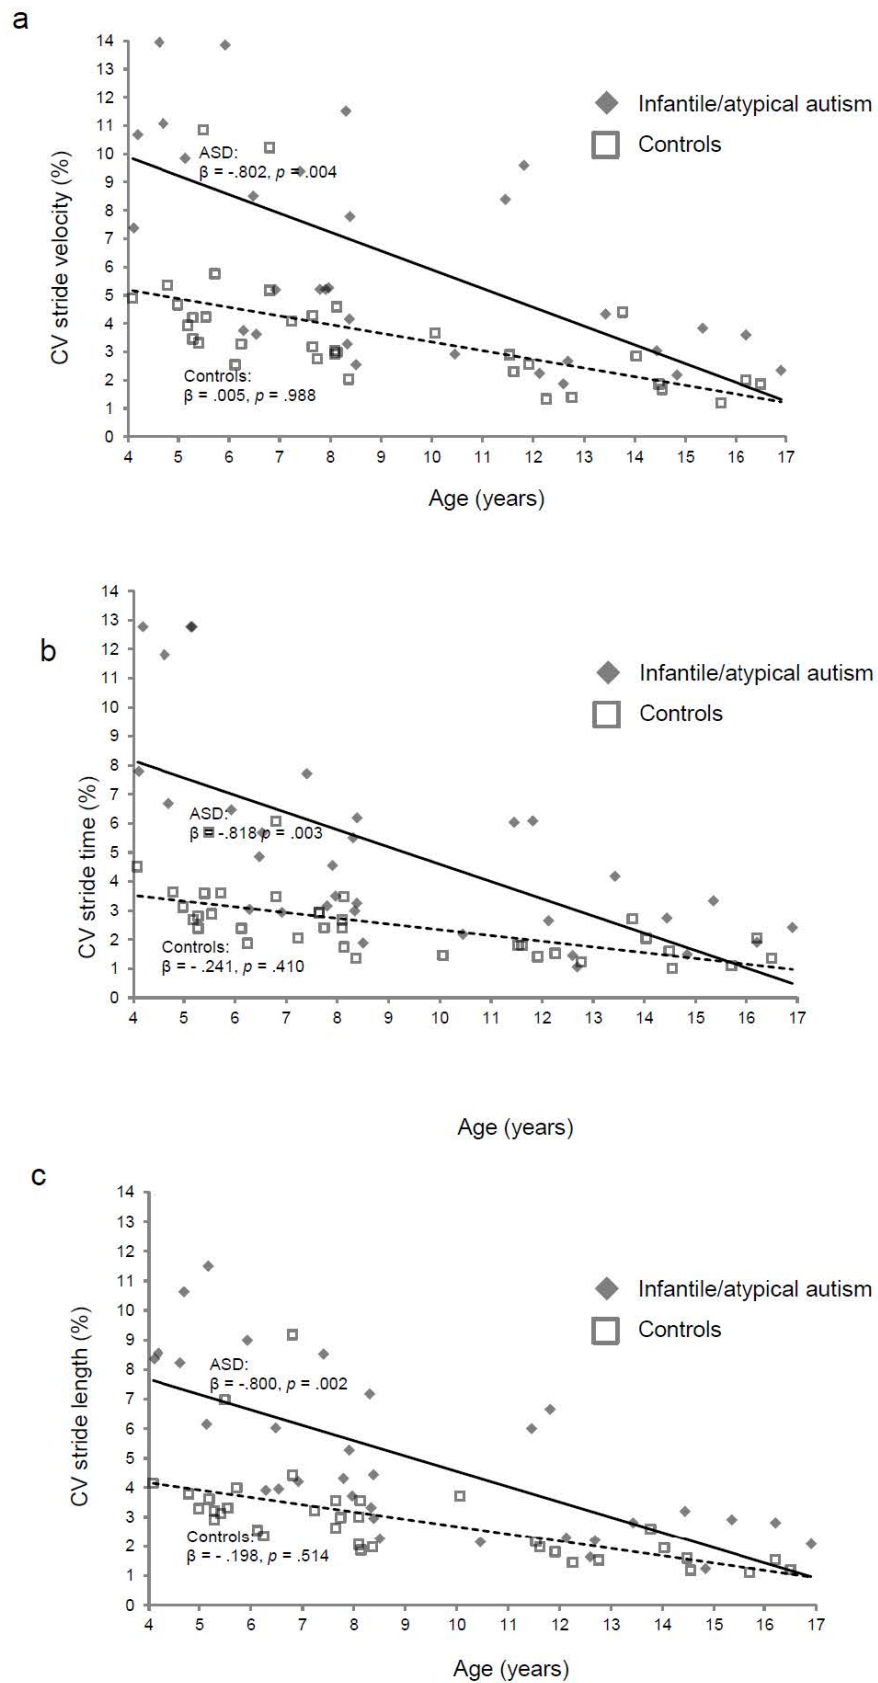 a
14
13
12
11
10
9
8
7
6
5
4
3
2
1
0
CV stride velocity (%)
Infantile/atypical autism
Controls
ASD:
β = -.802, p = .004
Controls:
β = .005, p = .988
4 5 6 7 8 9 10 11 12 13 14 15 16 17
Age (years)
b
14
13
12
11
10
9
8
7
6
5
4
3
2
1
0
CV stride time (%)
Infantile/atypical autism
Controls
ASD:
β = -.818 p = .003
Controls:
β = - .241, p = .410
4 5 6 7 8 9 10 11 12 13 14 15 16 17
Age (years)
c
14
13
12
11
10
9
8
7
6
5
4
3
2
1
0
CV stride length (%)
Infantile/atypical autism
Controls
ASD:
β = -.800, p = .002
Controls:
β = - .198, p = .514
4 5 6 7 8 9 10 11 12 13 14 15 16 17
Age (years)